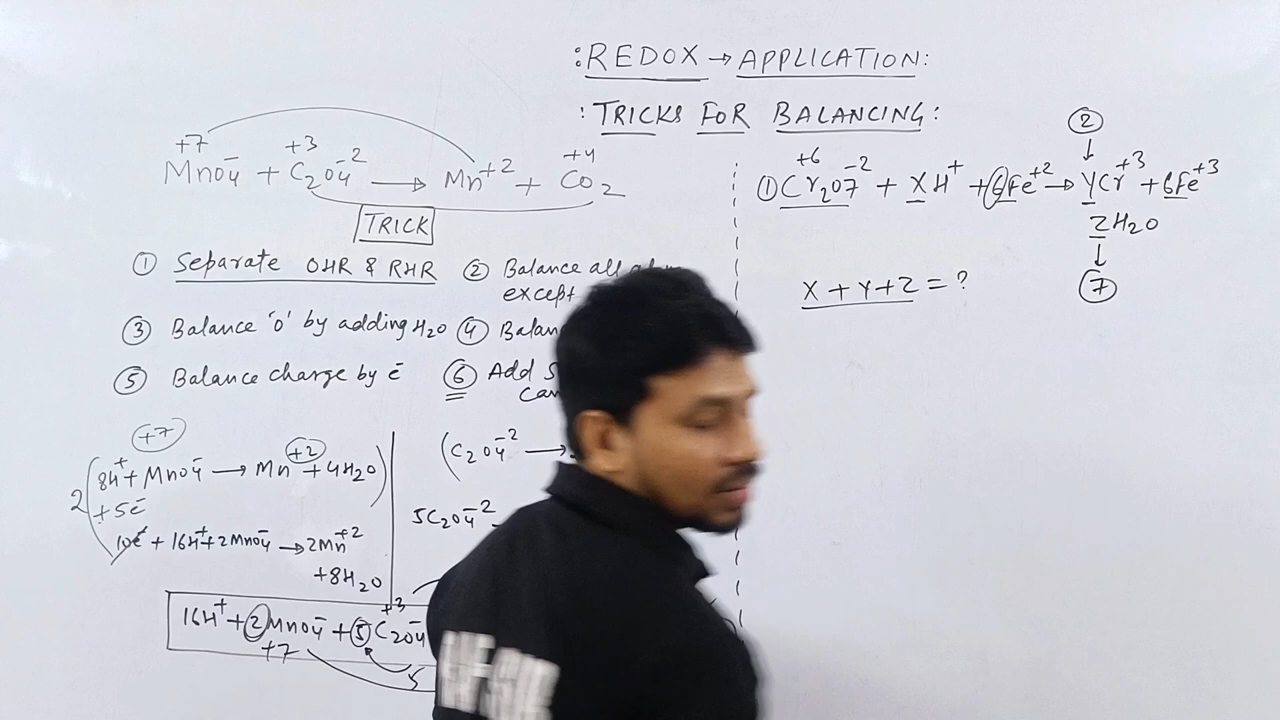 :REDOX → APPLICATION:
: TRICKS FOR BALANCING:
+7 +3 +4
MnO4⁻ + C2O4⁻² → Mn⁺² + CO2
TRICK
① Separate OHR & RHR ② Balance all
except
③ Balance 'O' by adding H2O ④
⑤ Balance charge by e⁻ ⑥ Add
+7
2(8H⁺ + MnO4⁻ → Mn⁺² + 4H2O)
+5e⁻
10e⁻ + 16H⁺ + 2MnO4⁻ → 2Mn⁺²
+8H2O
(C2O4⁻² →
5C2O4⁻²
+3
16H⁺ + 2MnO4⁻ + 5C2O4⁻
+7 5
②
↓
+6
① Cr2O7⁻² + XH⁺ + 6Fe⁺² → YCr⁺³ + 6Fe⁺³
ZH2O
↓
X + Y + Z = ?
⑦